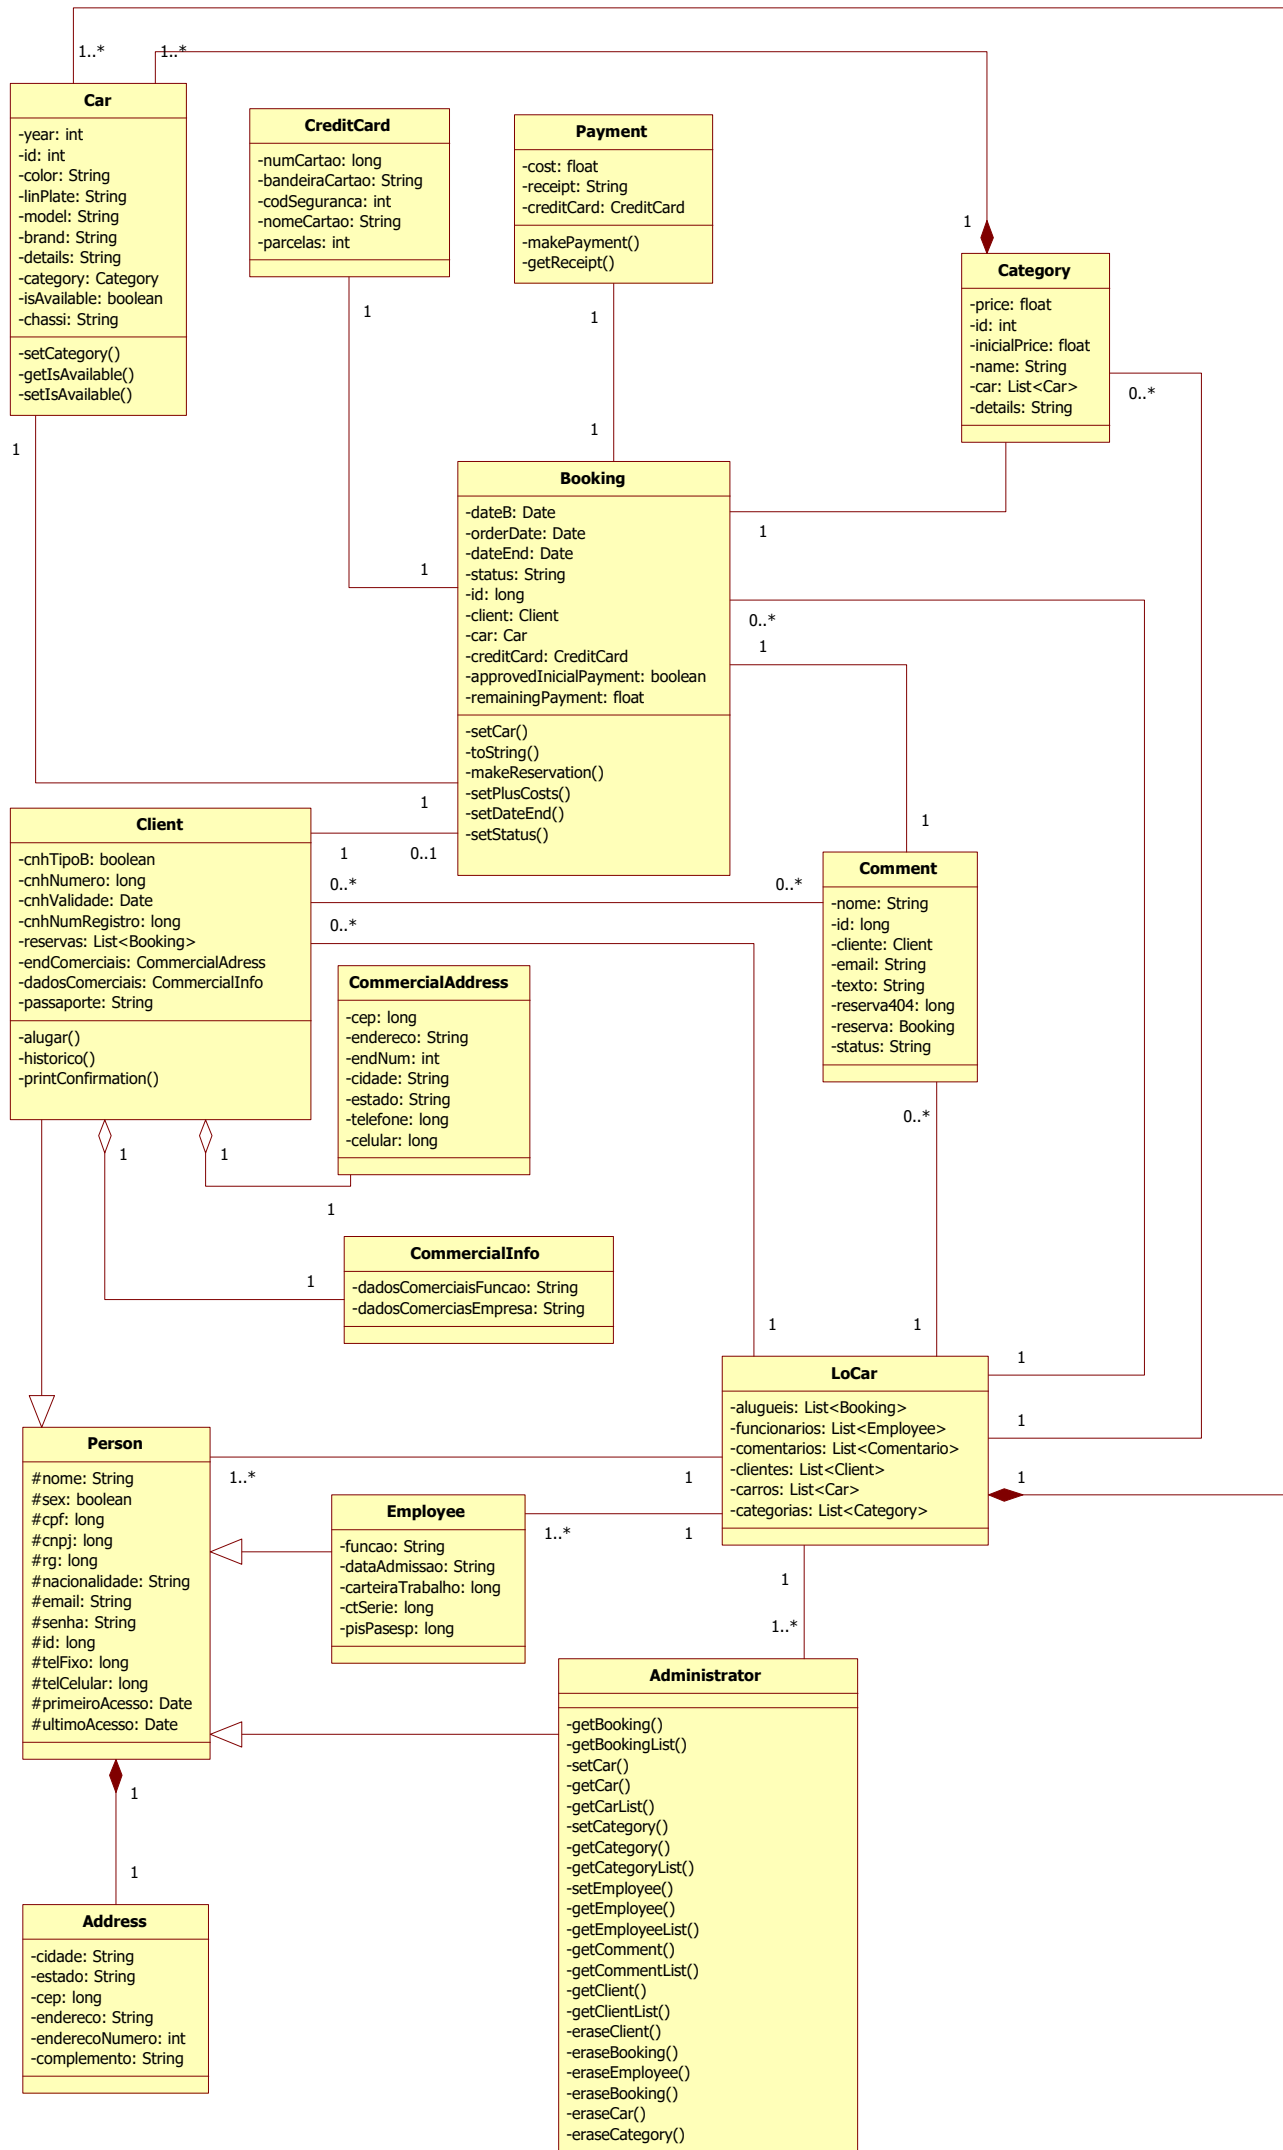 1..*
1..*
Car
-year: int
-id: int
-color: String
-linPlate: String
-model: String
-brand: String
-details: String
-category: Category
-isAvailable: boolean
-chassi: String
-setCategory()
-getIsAvailable()
-setIsAvailable()
1
CreditCard
-numCartao: long
-bandeiraCartao: String
-codSeguranca: int
-nomeCartao: String
-parcelas: int
1
1
Payment
-cost: float
-receipt: String
-creditCard: CreditCard
-makePayment()
-getReceipt()
1
1
1
Category
-price: float
-id: int
-inicialPrice: float
-name: String
-car: List<Car>
-details: String
0..*
1
Booking
-dateB: Date
-orderDate: Date
-dateEnd: Date
-status: String
-id: long
-client: Client
-car: Car
-creditCard: CreditCard
-approvedInicialPayment: boolean
-remainingPayment: float
-setCar()
-toString()
-makeReservation()
-setPlusCosts()
-setDateEnd()
-setStatus()
0..*
1
1
1
1
0..1
0..*
0..*
0..*
Client
-cnhTipoB: boolean
-cnhNumero: long
-cnhValidade: Date
-cnhNumRegistro: long
-reservas: List<Booking>
-endComerciais: CommercialAdress
-dadosComerciais: CommercialInfo
-passaporte: String
-alugar()
-historico()
-printConfirmation()
1
1
Comment
-nome: String
-id: long
-cliente: Client
-email: String
-texto: String
-reserva404: long
-reserva: Booking
-status: String
0..*
CommercialAddress
-cep: long
-endereco: String
-endNum: int
-cidade: String
-estado: String
-telefone: long
-celular: long
1
CommercialInfo
-dadosComerciaisFuncao: String
-dadosComerciasEmpresa: String
1
1
1
1
1
1
LoCar
-alugueis: List<Booking>
-funcionarios: List<Employee>
-comentarios: List<Comentario>
-clientes: List<Client>
-carros: List<Car>
-categorias: List<Category>
Person
#nome: String
#sex: boolean
#cpf: long
#cnpj: long
#rg: long
#nacionalidade: String
#email: String
#senha: String
#id: long
#telFixo: long
#telCelular: long
#primeiroAcesso: Date
#ultimoAcesso: Date
1..*
1
Employee
-funcao: String
-dataAdmissao: String
-carteiraTrabalho: long
-ctSerie: long
-pisPasesp: long
1..*
1
1
1..*
1
1
Address
-cidade: String
-estado: String
-cep: long
-endereco: String
-enderecoNumero: int
-complemento: String
Administrator
-getBooking()
-getBookingList()
-setCar()
-getCar()
-getCarList()
-setCategory()
-getCategory()
-getCategoryList()
-setEmployee()
-getEmployee()
-getEmployeeList()
-getComment()
-getCommentList()
-getClient()
-getClientList()
-eraseClient()
-eraseBooking()
-eraseEmployee()
-eraseBooking()
-eraseCar()
-eraseCategory()